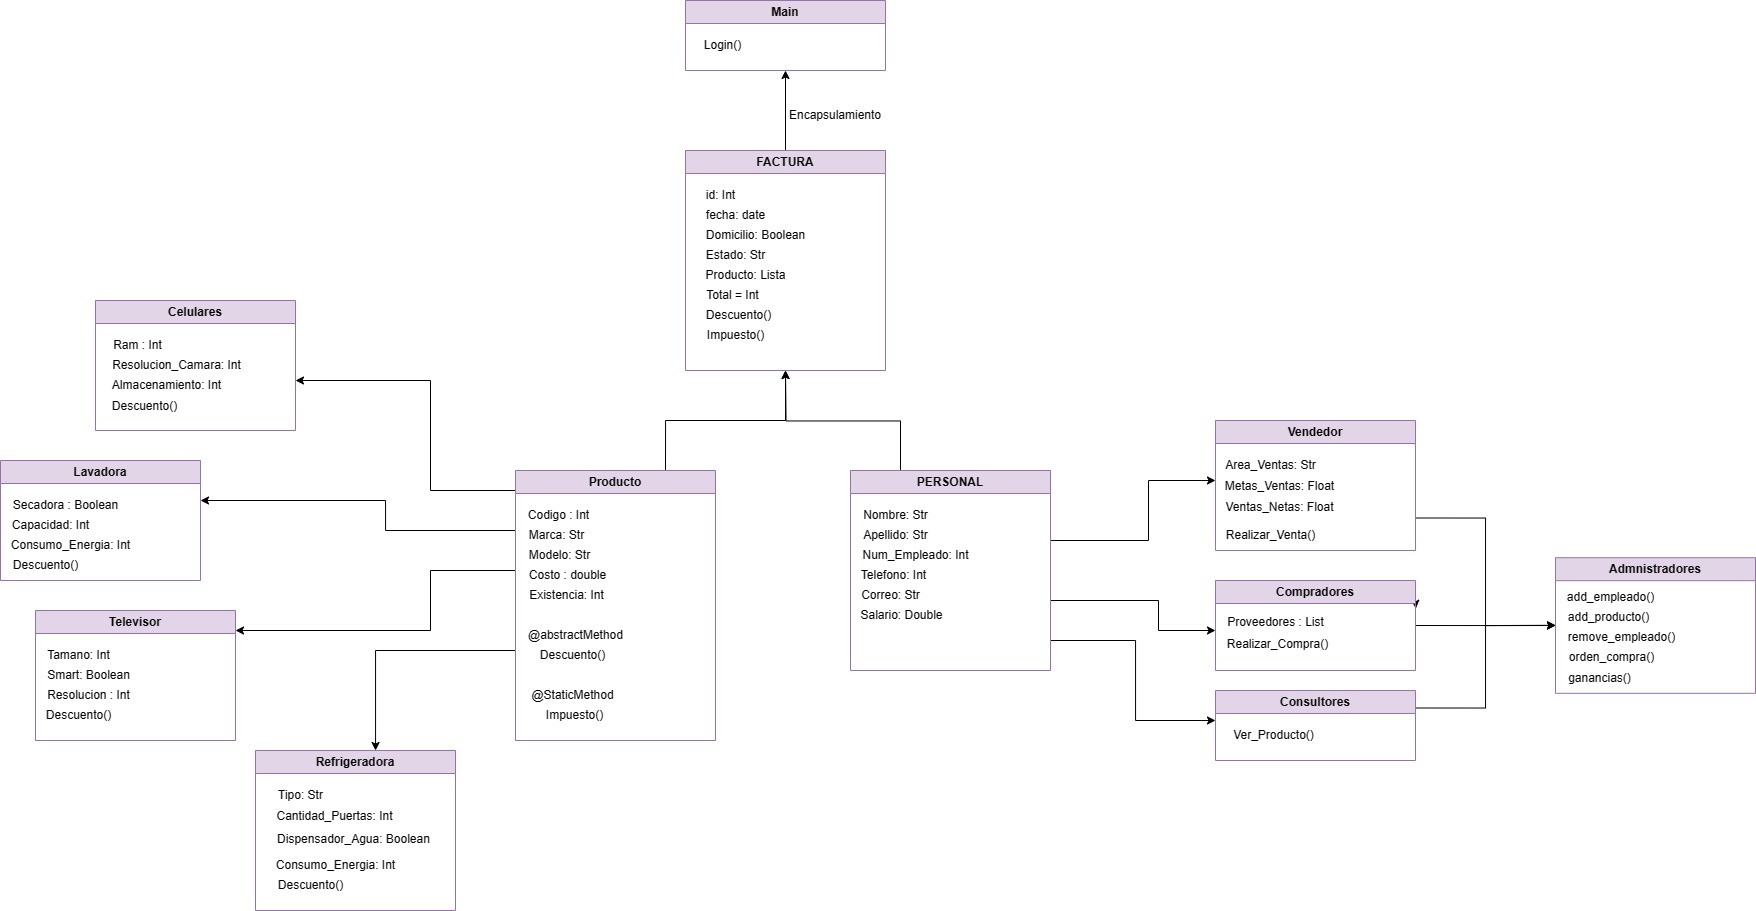 Main
Login()
Encapsulamiento
FACTURA
id: Int
fecha: date
Domicilio: Boolean
Estado: Str
Producto: Lista
Total = Int
Descuento()
Impuesto()
Celulares
Ram : Int
Resolucion_Camara: Int
Almacenamiento: Int
Descuento()
Lavadora
Secadora : Boolean
Capacidad: Int
Consumo_Energia: Int
Descuento()
Televisor
Tamano: Int
Smart: Boolean
Resolucion : Int
Descuento()
Refrigeradora
Tipo: Str
Cantidad_Puertas: Int
Dispensador_Agua: Boolean
Consumo_Energia: Int
Descuento()
Producto
Codigo : Int
Marca: Str
Modelo: Str
Costo : double
Existencia: Int
@abstractMethod
Descuento()
@StaticMethod
Impuesto()
PERSONAL
Nombre: Str
Apellido: Str
Num_Empleado: Int
Telefono: Int
Correo: Str
Salario: Double
Vendedor
Area_Ventas: Str
Metas_Ventas: Float
Ventas_Netas: Float
Realizar_Venta()
Compradores
Proveedores : List
Realizar_Compra()
Consultores
Ver_Producto()
Admnistradores
add_empleado()
add_producto()
remove_empleado()
orden_compra()
ganancias()